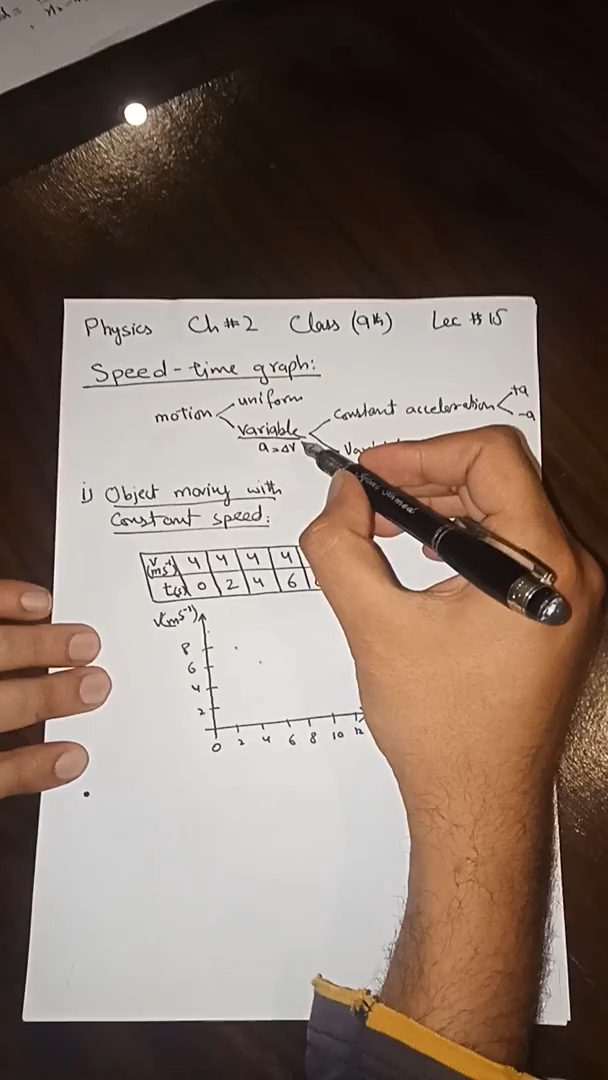 Physics Ch #2 Class (9th) Lec #15
Speed-time graph:
motion uniform
variable constant acceleration +a -a
a=ΔV
i) Object moving with
Constant speed:
V(ms⁻¹) 4 4 4 4
t(s) 0 2 4 6
V(ms⁻¹)
8
6
4
2
0 2 4 6 8 10 12